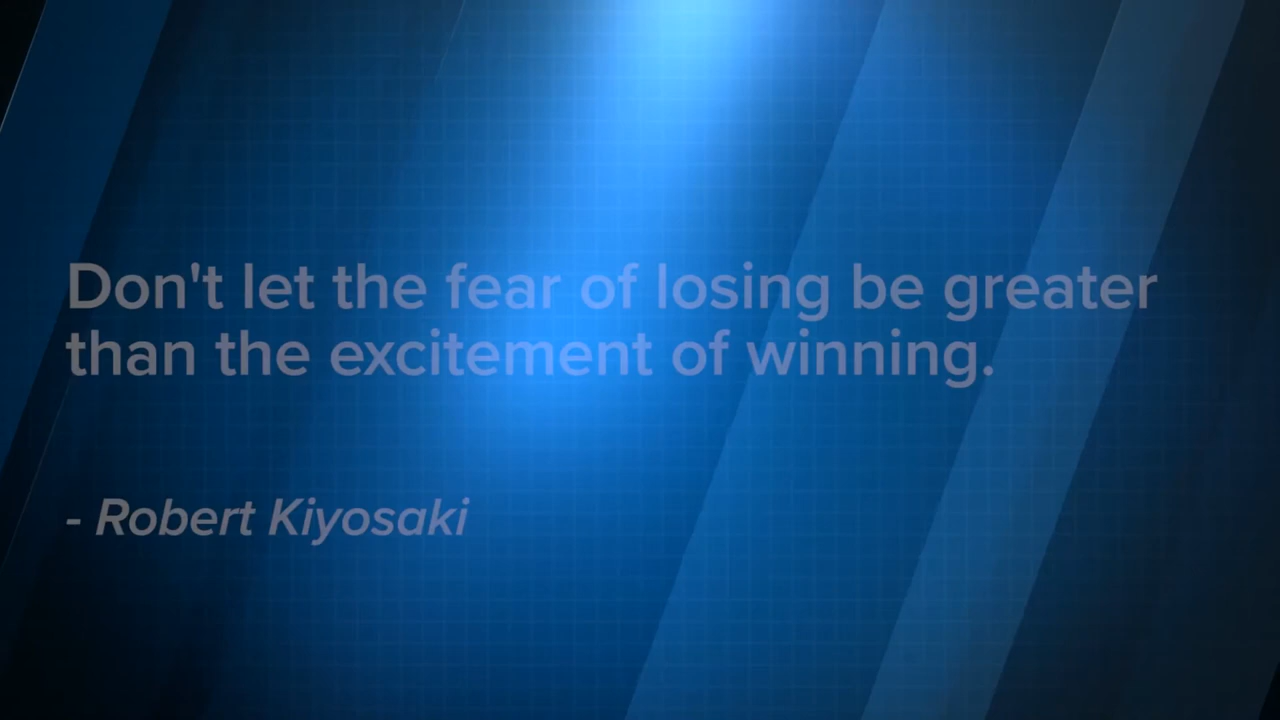 Don't let the fear of losing be greater
than the excitement of winning.
- Robert Kiyosaki